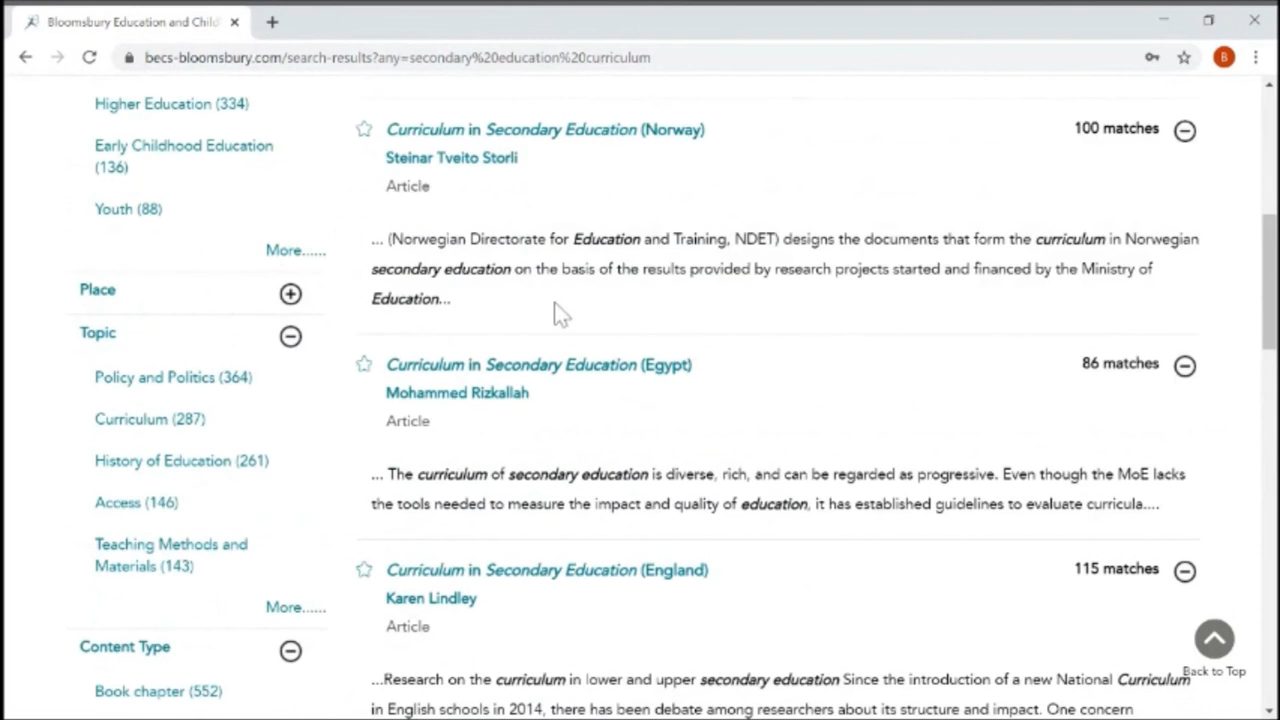 Bloomsbury Education and Child
becs-bloomsbury.com/search-results?any=secondary%20education%20curriculum
B
Higher Education (334)
Early Childhood Education
(136)
Youth (88)
More......
Place
Topic
Policy and Politics (364)
Curriculum (287)
History of Education (261)
Access (146)
Teaching Methods and
Materials (143)
More......
Content Type
Book chapter (552)
Curriculum in Secondary Education (Norway)
100 matches
Steinar Tveito Storli
Article
... (Norwegian Directorate for Education and Training, NDET) designs the documents that form the curriculum in Norwegian
secondary education on the basis of the results provided by research projects started and financed by the Ministry of
Education...
Curriculum in Secondary Education (Egypt)
86 matches
Mohammed Rizkallah
Article
... The curriculum of secondary education is diverse, rich, and can be regarded as progressive. Even though the MoE lacks
the tools needed to measure the impact and quality of education, it has established guidelines to evaluate curricula....
Curriculum in Secondary Education (England)
115 matches
Karen Lindley
Article
...Research on the curriculum in lower and upper secondary education Since the introduction of a new National Curriculum
in English schools in 2014, there has been debate among researchers about its structure and impact. One concern
Back to Top